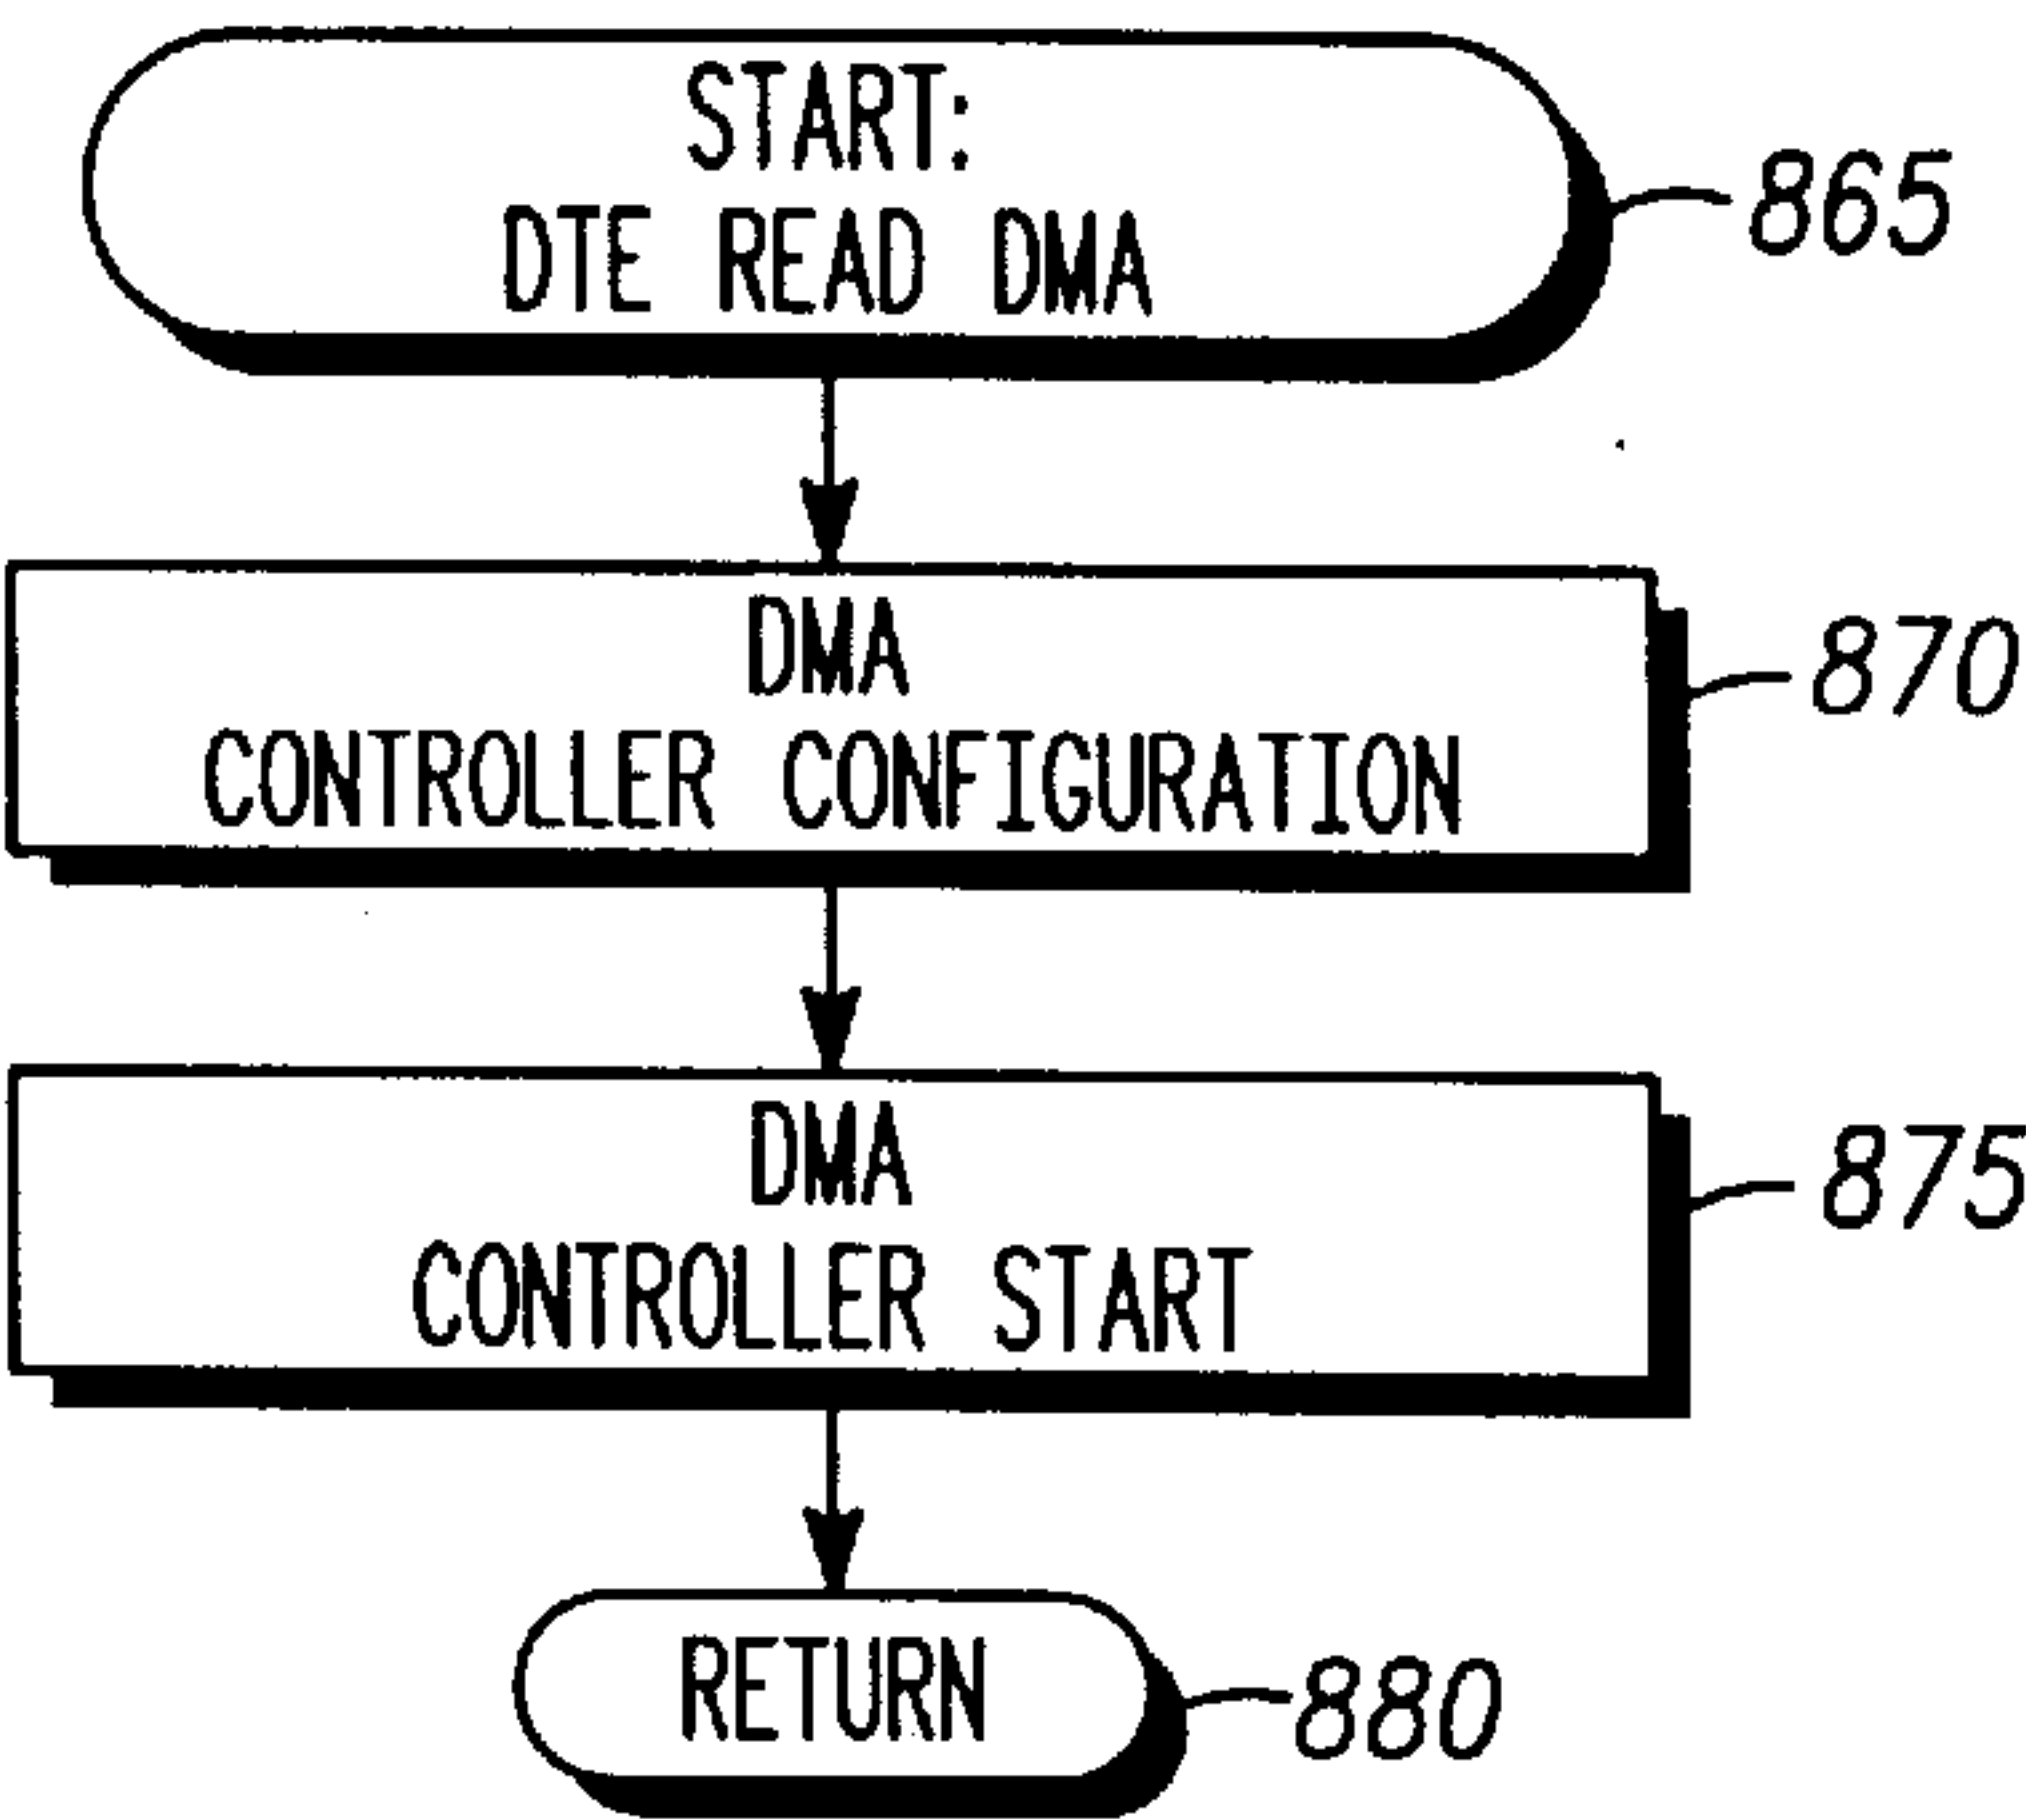 START:
DTE READ DMA
865
DMA
CONTROLLER CONFIGURATION
870
DMA
CONTROLLER START
875
RETURN
880